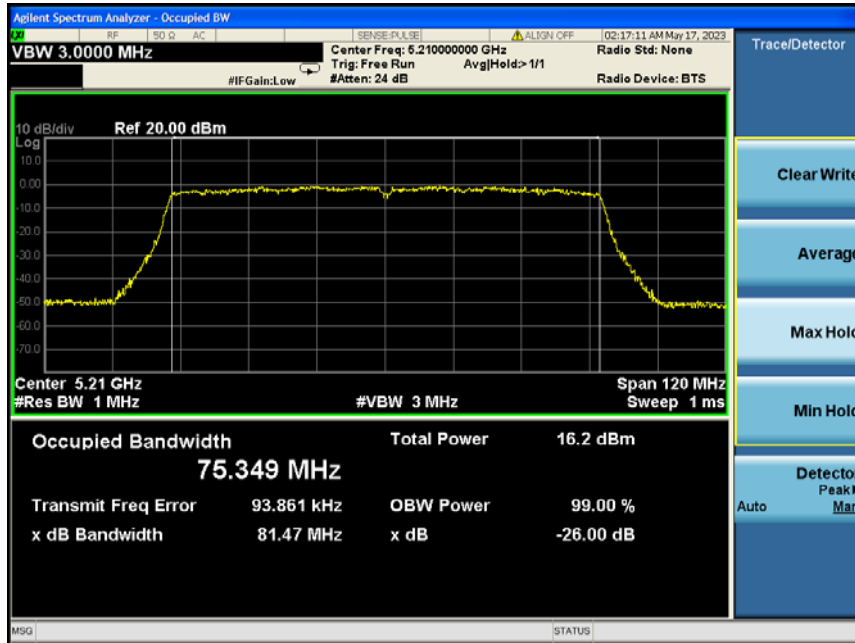 Agilent Spectrum Analyzer - Occupied BW
RF 50 Ω AC SENSE:PULSE ALIGN OFF 02:17:11 AM May 17, 2023
VBW 3.0000 MHz
Center Freq: 5.210000000 GHz
Radio Std: None
Trig: Free Run Avg|Hold:>1/1
#IFGain:Low
#Atten: 24 dB
Radio Device: BTS
Trace/Detector
10 dB/div Ref 20.00 dBm
Log
10.0
0.00
-10.0
-20.0
-30.0
-40.0
-50.0
-60.0
-70.0
Center 5.21 GHz
Span 120 MHz
#Res BW 1 MHz
#VBW 3 MHz
Sweep 1 ms
Clear Write
Average
Max Hold
Min Hold
Detector
Peak
Auto Man
Occupied Bandwidth
75.349 MHz
Total Power 16.2 dBm
Transmit Freq Error 93.861 kHz
OBW Power 99.00 %
x dB Bandwidth 81.47 MHz
x dB -26.00 dB
MSG STATUS